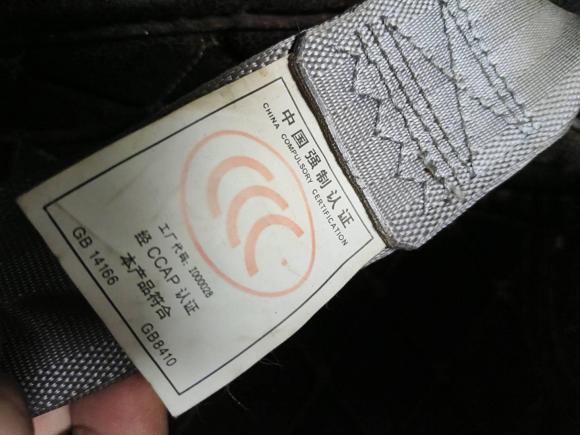 中国强制认证
CHINA COMPULSORY CERTIFICATION
CCC
工厂代码: I000028
经 CCAP 认证
本产品符合
GB 14166 GB8410